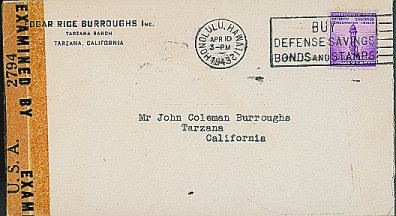 EDGAR RICE BURROUGHS INC.
TARZANA RANCH
TARZANA, CALIFORNIA
HONOLULU, HAWAII
APR 10
3-PM
1943
BUY
DEFENSE SAVINGS
BONDS AND STAMPS
Mr John Coleman Burroughs
Tarzana
California
EXAMINED BY
EXAM
U.S.A. 2794